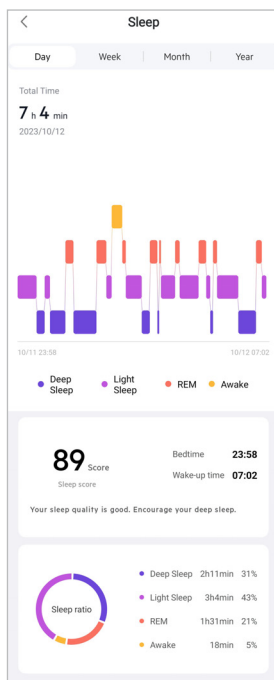 Sleep
Day Week Month Year
Total Time
7 h 4 min
2023/10/12
10/11 23:58 10/12 07:02
Deep Sleep Light Sleep REM Awake
89 Score
Sleep score
Bedtime 23:58
Wake-up time 07:02
Your sleep quality is good. Encourage your deep sleep.
Sleep ratio
Deep Sleep 2h11min 31%
Light Sleep 3h4min 43%
REM 1h31min 21%
Awake 18min 5%